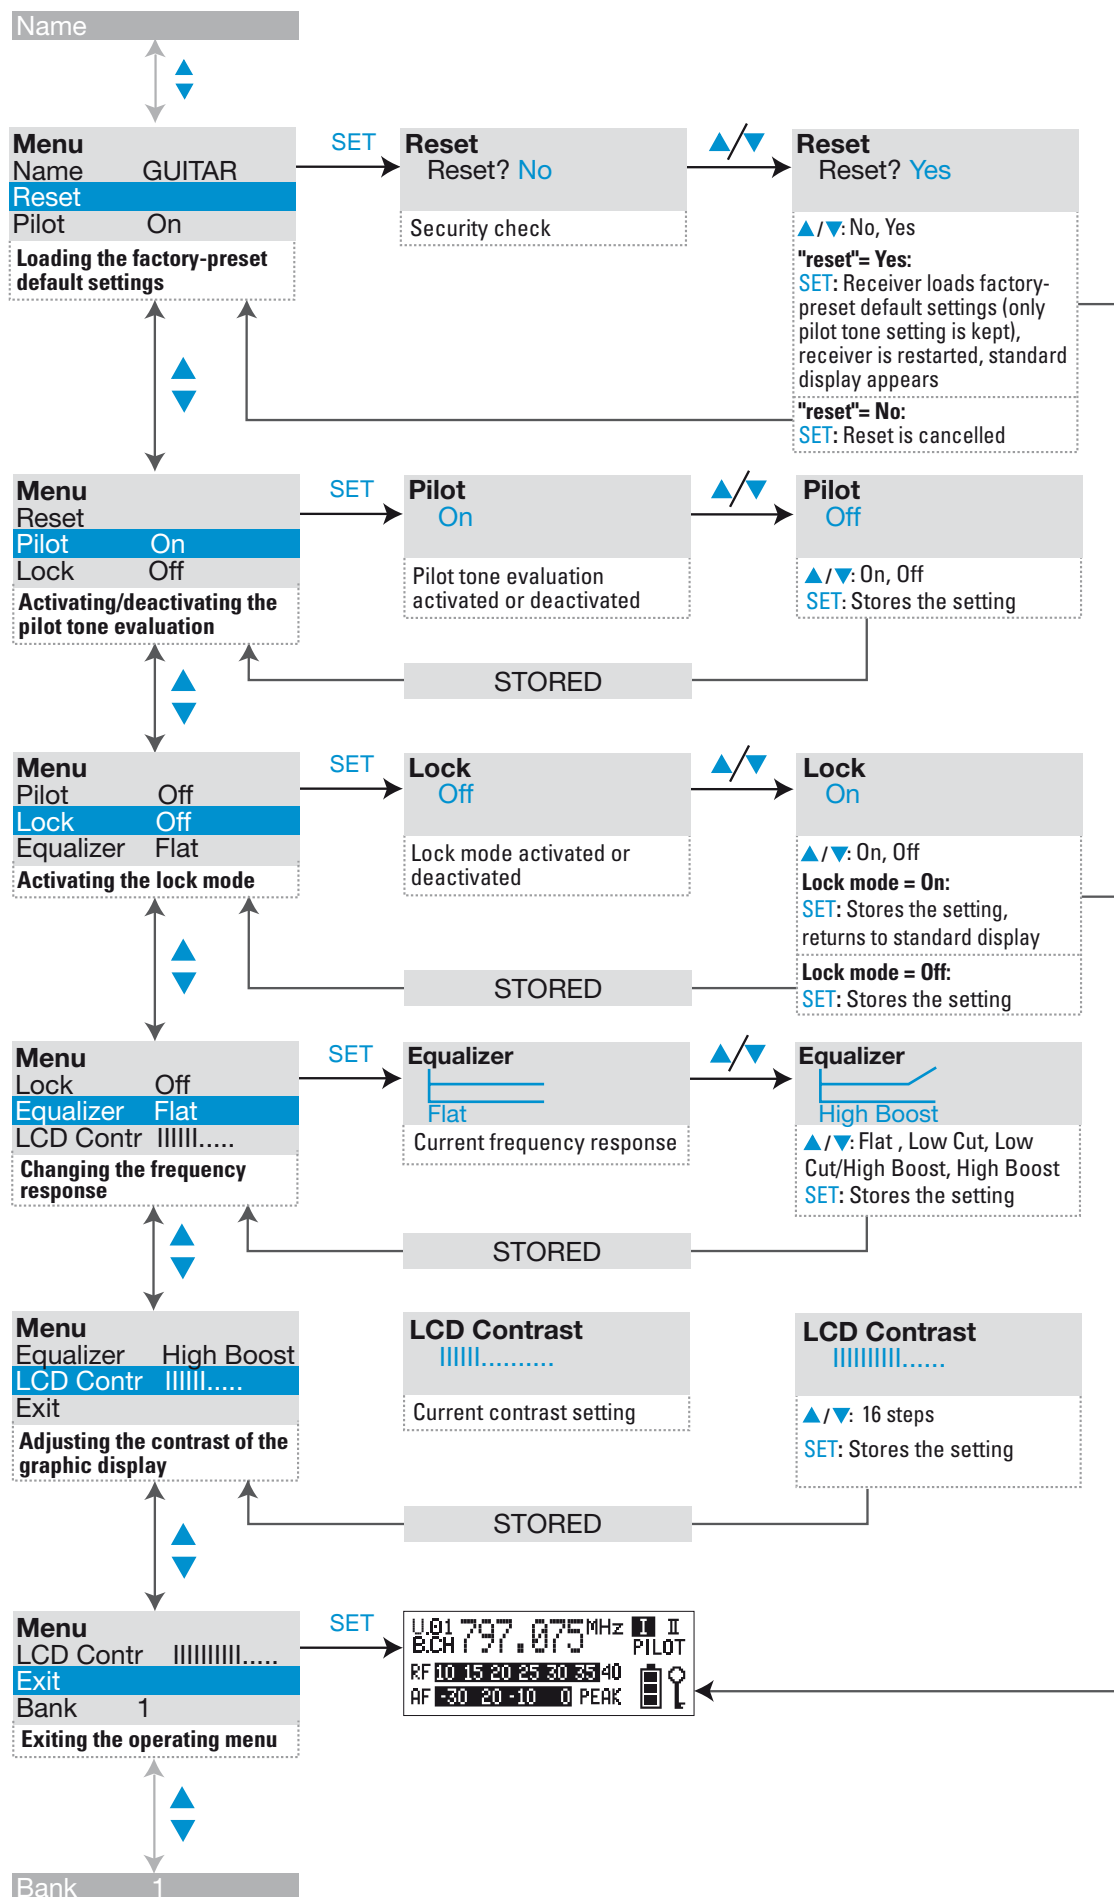 Name
Menu
Name GUITAR
Reset
Pilot On
Loading the factory-preset
default settings
SET
Reset
Reset? No
Security check
▲/▼
Reset
Reset? Yes
▲/▼: No, Yes
"reset"= Yes:
SET: Receiver loads factory-
preset default settings (only
pilot tone setting is kept),
receiver is restarted, standard
display appears
"reset"= No:
SET: Reset is cancelled
Menu
Reset
Pilot On
Lock Off
Activating/deactivating the
pilot tone evaluation
SET
Pilot
On
Pilot tone evaluation
activated or deactivated
▲/▼
Pilot
Off
▲/▼: On, Off
SET: Stores the setting
STORED
Menu
Pilot Off
Lock Off
Equalizer Flat
Activating the lock mode
SET
Lock
Off
Lock mode activated or
deactivated
▲/▼
Lock
On
▲/▼: On, Off
Lock mode = On:
SET: Stores the setting,
returns to standard display
Lock mode = Off:
SET: Stores the setting
STORED
Menu
Lock Off
Equalizer Flat
LCD Contr IIIIII.....
Changing the frequency
response
SET
Equalizer
Flat
Current frequency response
▲/▼
Equalizer
High Boost
▲/▼: Flat , Low Cut, Low
Cut/High Boost, High Boost
SET: Stores the setting
STORED
Menu
Equalizer High Boost
LCD Contr IIIIII.....
Exit
Adjusting the contrast of the
graphic display
LCD Contrast
IIIIII..........
Current contrast setting
LCD Contrast
IIIIIIIIII......
▲/▼: 16 steps
SET: Stores the setting
STORED
Menu
LCD Contr IIIIIIIIII.....
Exit
Bank 1
Exiting the operating menu
SET
U.01 797.075 MHz I II
B.CH PILOT
RF 10 15 20 25 30 35 40
AF -30 20 -10 0 PEAK
Bank 1